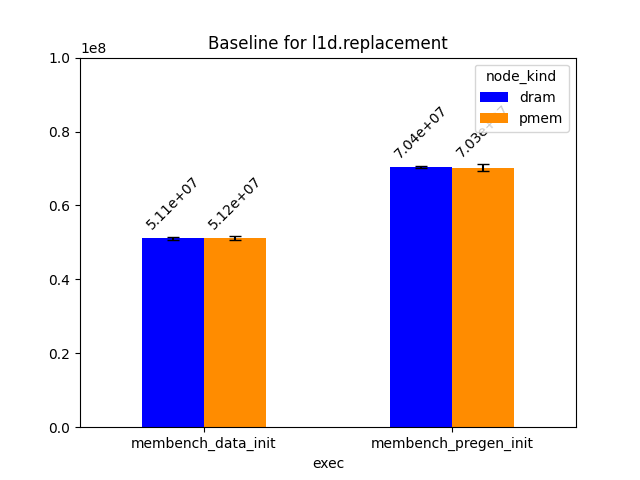 Baseline for l1d.replacement
1e8
1.0
0.8
0.6
0.4
0.2
0.0
5.11e+07
5.12e+07
7.04e+07
7.03e+07
node_kind
dram
pmem
membench_data_init
membench_pregen_init
exec